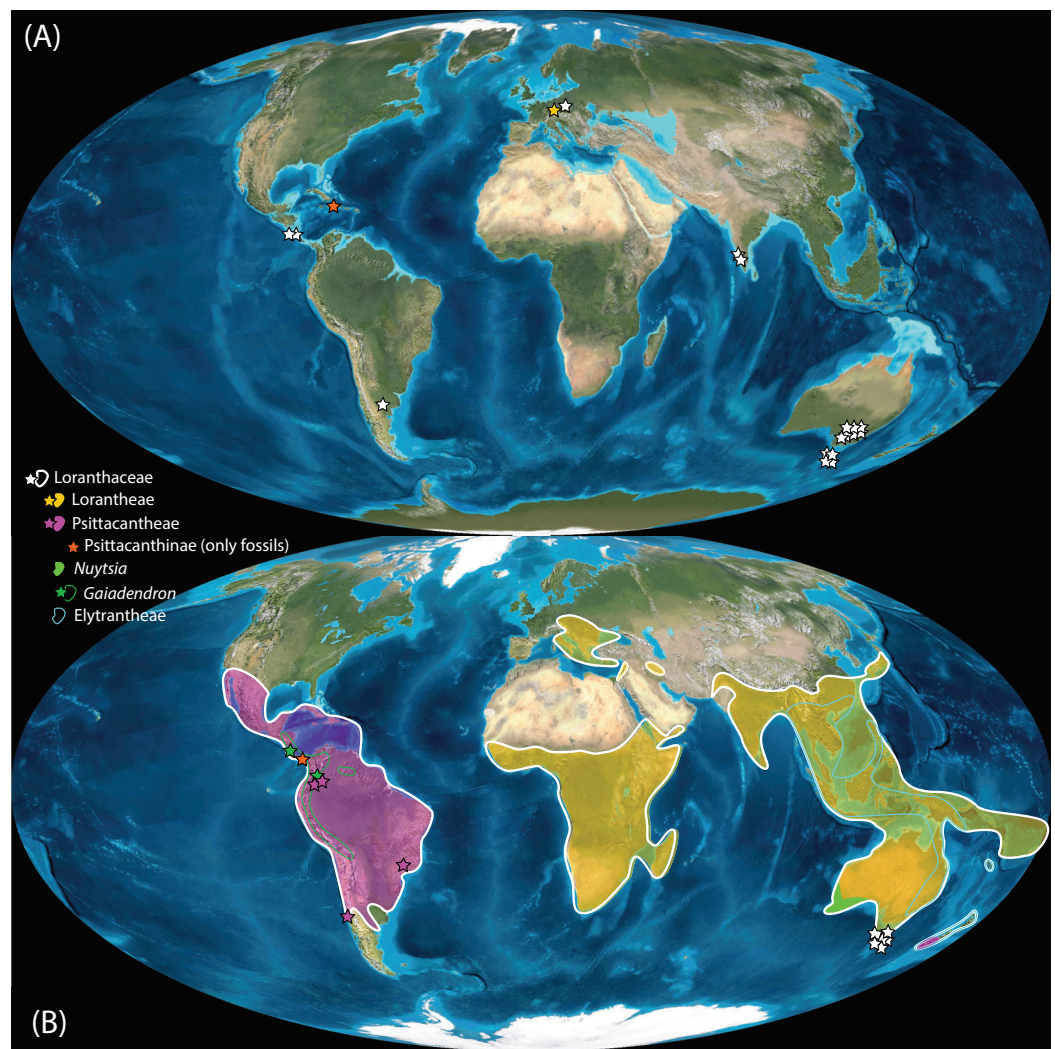 (A)
Loranthaceae
Lorantheae
Psittacantheae
Psittacanthinae (only fossils)
Nuytsia
Gaiadendron
Elytrantheae
(B)